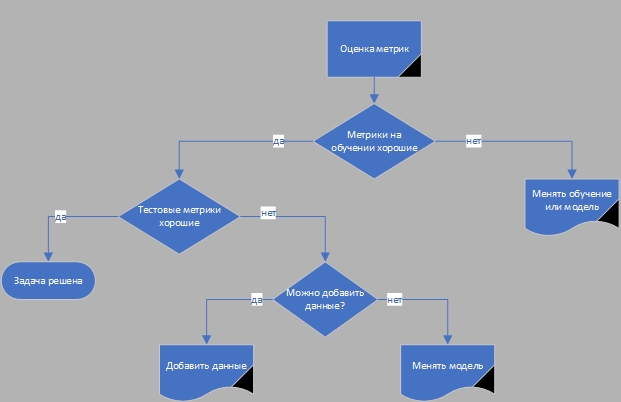 Оценка метрик
Метрики на
обучении хорошие
да
нет
Тестовые метрики
хорошие
Менять обучение
или модель
да
нет
Задача решена
Можно добавить
данные?
да
нет
Добавить данные
Менять модель